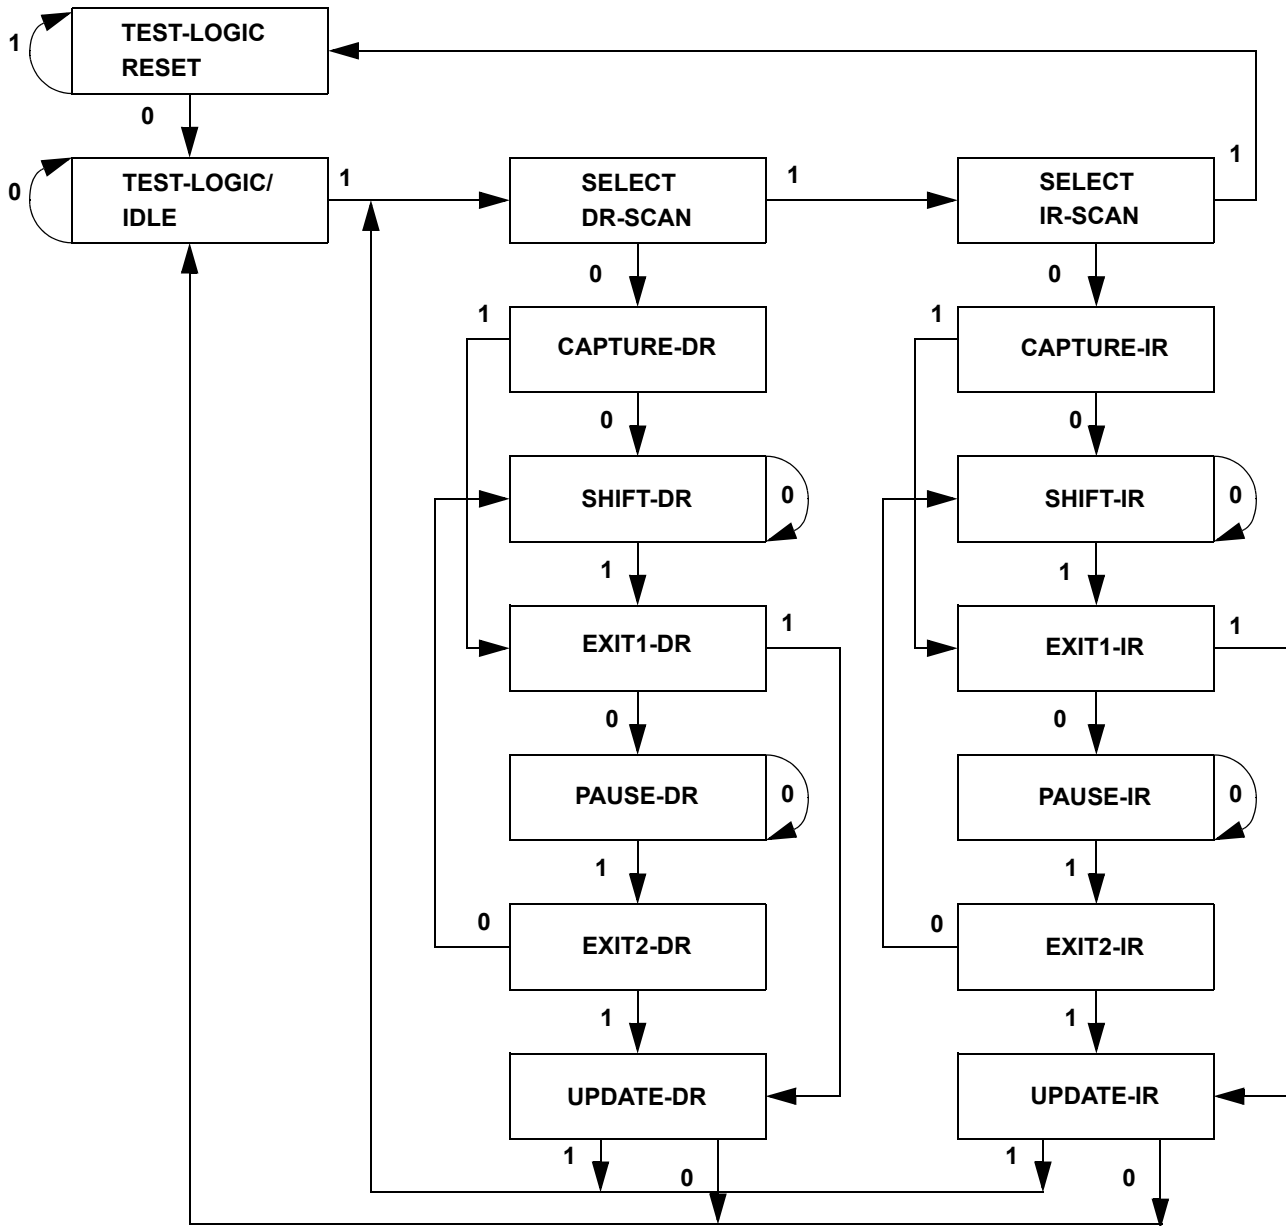 1
TEST-LOGIC
RESET
0
0
TEST-LOGIC/
IDLE
1
SELECT
DR-SCAN
1
SELECT
IR-SCAN
1
0
0
1
CAPTURE-DR
1
CAPTURE-IR
0
0
SHIFT-DR
0
SHIFT-IR
0
1
1
EXIT1-DR
1
EXIT1-IR
1
0
0
PAUSE-DR
0
PAUSE-IR
0
1
1
0
EXIT2-DR
0
EXIT2-IR
1
1
UPDATE-DR
UPDATE-IR
1
0
1
0